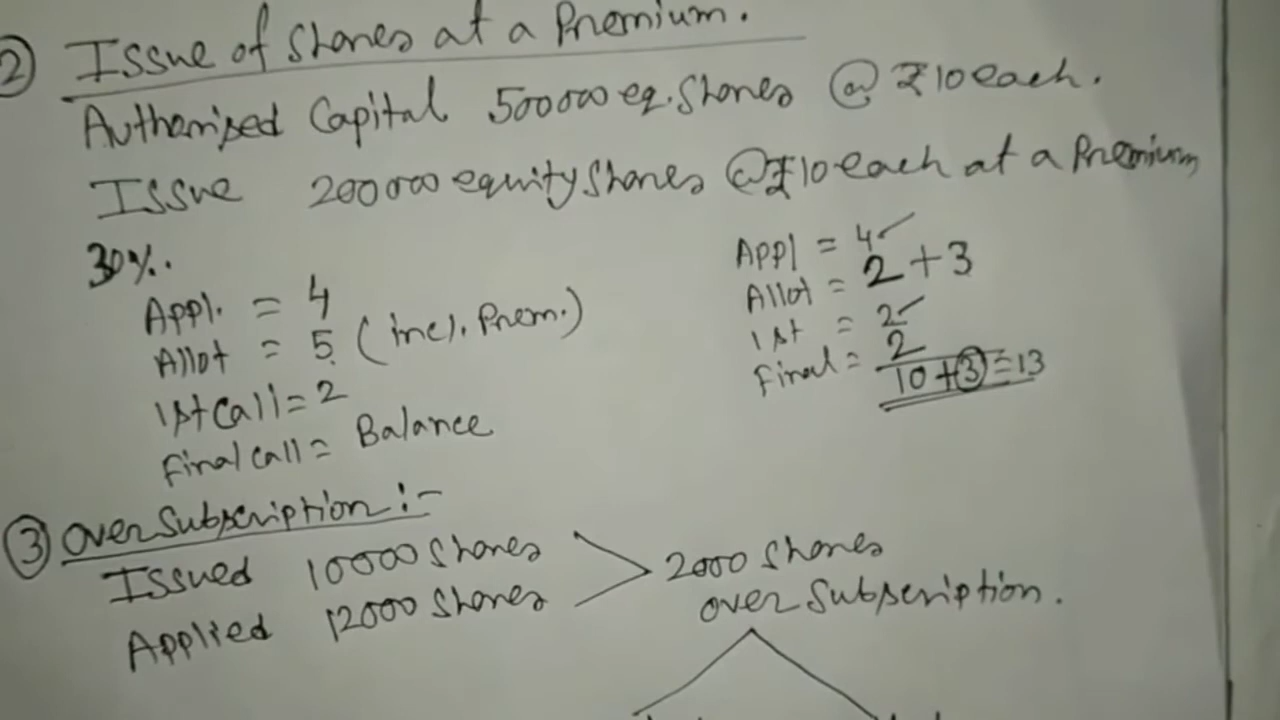 ② Issue of Shares at a Premium.
Authorised Capital 500000 eq. Shares @ ₹10 each.
Issue 200000 equity Shares @ ₹10 each at a Premium
30%.
Appl. = 4
Allot = 5 (incl. Prem.)
1st Call = 2
Final Call = Balance
Appl = 4 ✓
Allot = 2 + 3
1st = 2 ✓
Final = 2
10 + 3 = 13
③ Over Subscription :-
Issued 10000 Shares
Applied 12000 Shares
2000 Shares
over Subscription.